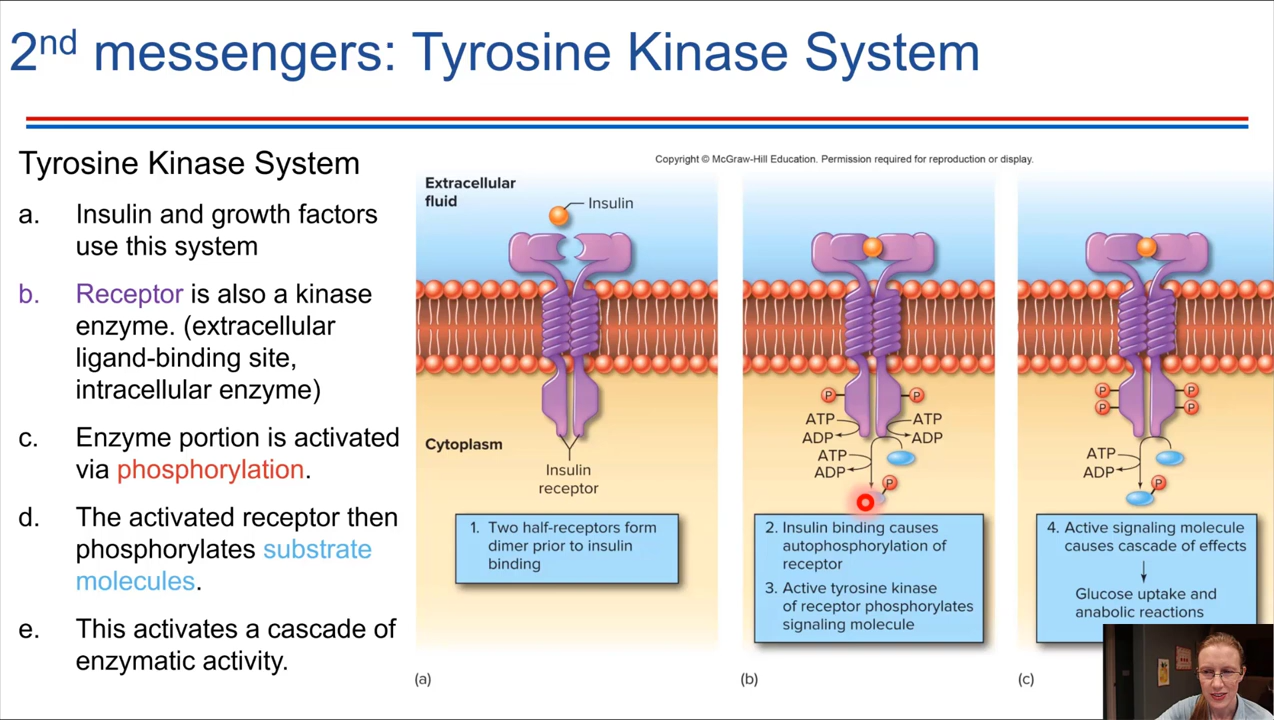 2nd messengers: Tyrosine Kinase System
Tyrosine Kinase System
a. Insulin and growth factors
use this system
b. Receptor is also a kinase
enzyme. (extracellular
ligand-binding site,
intracellular enzyme)
c. Enzyme portion is activated
via phosphorylation.
d. The activated receptor then
phosphorylates substrate
molecules.
e. This activates a cascade of
enzymatic activity.
Copyright © McGraw-Hill Education. Permission required for reproduction or display.
Extracellular
fluid
Insulin
Cytoplasm
Insulin
receptor
1. Two half-receptors form
dimer prior to insulin
binding
(a)
P
P
ATP
ADP
ATP
ADP
ATP
ADP
P
2. Insulin binding causes
autophosphorylation of
receptor
3. Active tyrosine kinase
of receptor phosphorylates
signaling molecule
(b)
P
P
P
P
ATP
ADP
P
4. Active signaling molecule
causes cascade of effects
Glucose uptake and
anabolic reactions
(c)